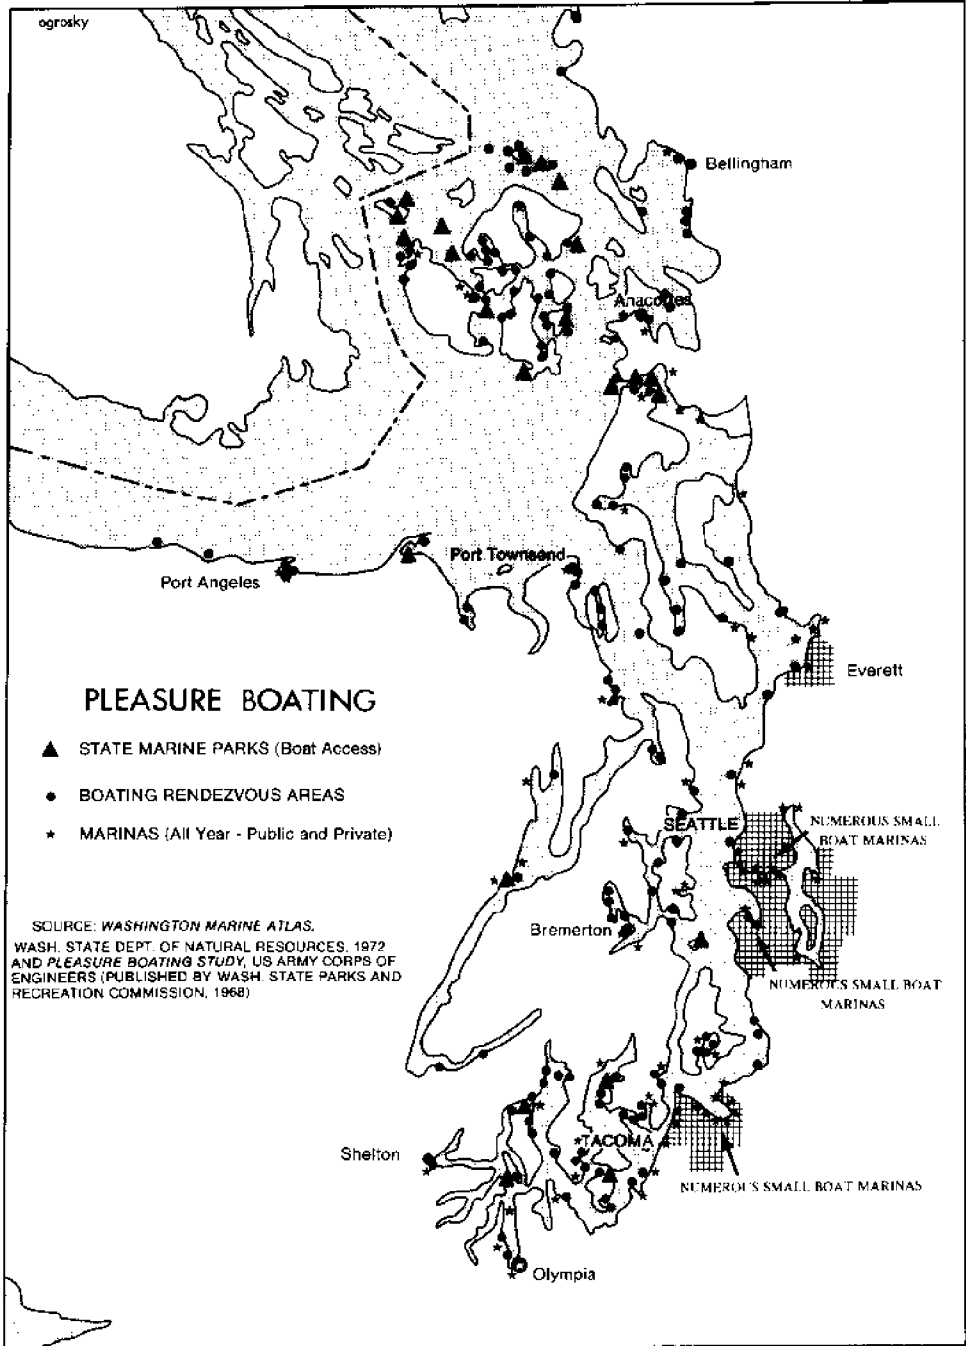 ogrosky
Bellingham
Anacortes
Port Townsend
Port Angeles
Everett
PLEASURE BOATING
STATE MARINE PARKS (Boat Access)
BOATING RENDEZVOUS AREAS
MARINAS (All Year - Public and Private)
SEATTLE
NUMEROUS SMALL
BOAT MARINAS
SOURCE: WASHINGTON MARINE ATLAS.
WASH. STATE DEPT. OF NATURAL RESOURCES, 1972
AND PLEASURE BOATING STUDY, US ARMY CORPS OF
ENGINEERS (PUBLISHED BY WASH. STATE PARKS AND
RECREATION COMMISSION, 1968)
Bremerton
NUMEROUS SMALL BOAT
MARINAS
Shelton
TACOMA
NUMEROUS SMALL BOAT MARINAS
Olympia